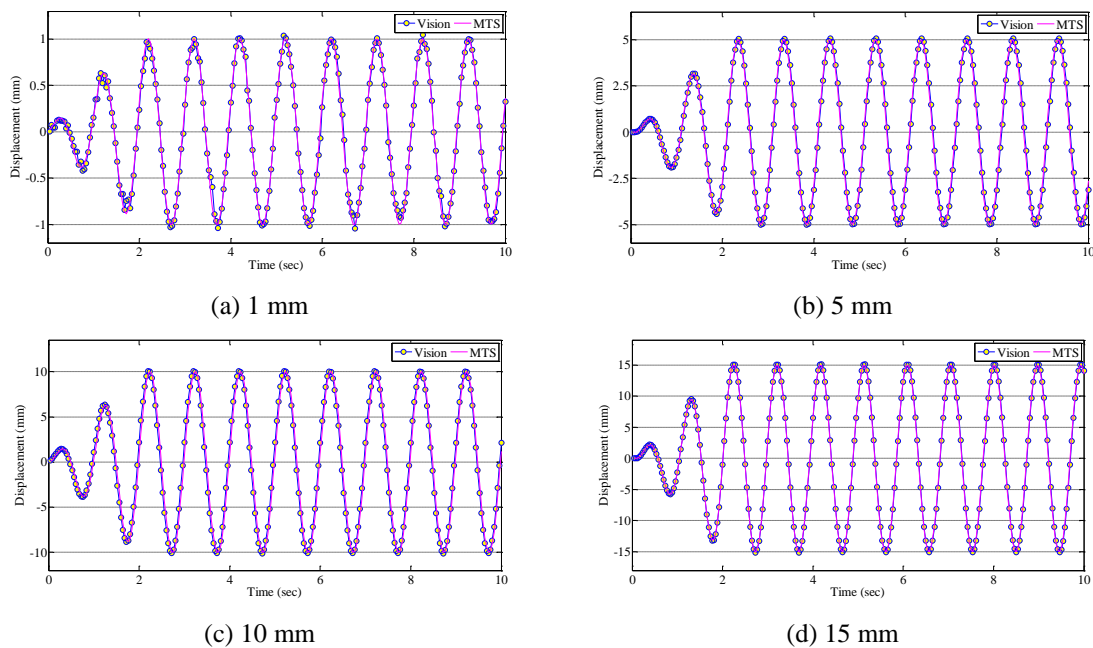 Vision MTS
1
0.5
0
-0.5
-1
Displacement (mm)
0 2 4 6 8 10
Time (sec)
(a) 1 mm
Vision MTS
5
2.5
0
-2.5
-5
Displacement (mm)
0 2 4 6 8 10
Time (sec)
(b) 5 mm
Vision MTS
10
5
0
-5
-10
Displacement (mm)
0 2 4 6 8 10
Time (sec)
(c) 10 mm
Vision MTS
15
10
5
0
-5
-10
-15
Displacement (mm)
0 2 4 6 8 10
Time (sec)
(d) 15 mm